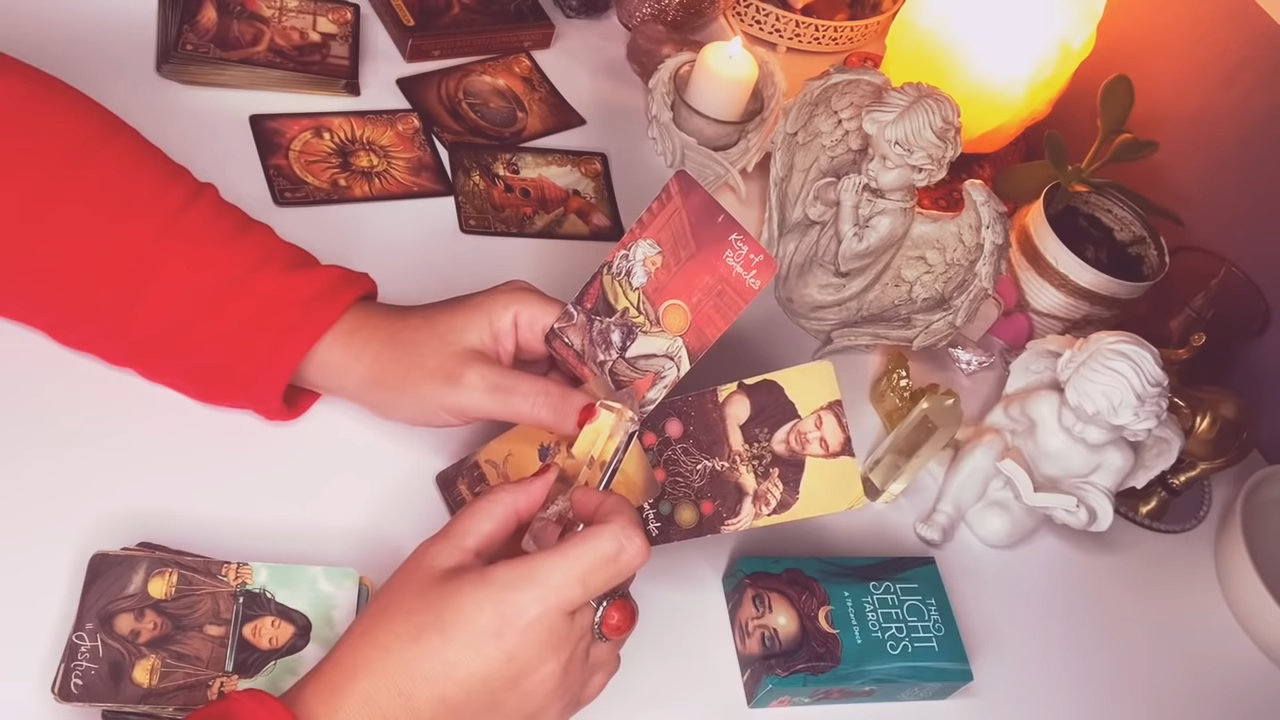 King of
Pentacles
Justice
THE
LIGHT
SEER'S
TAROT
A 78-Card Deck